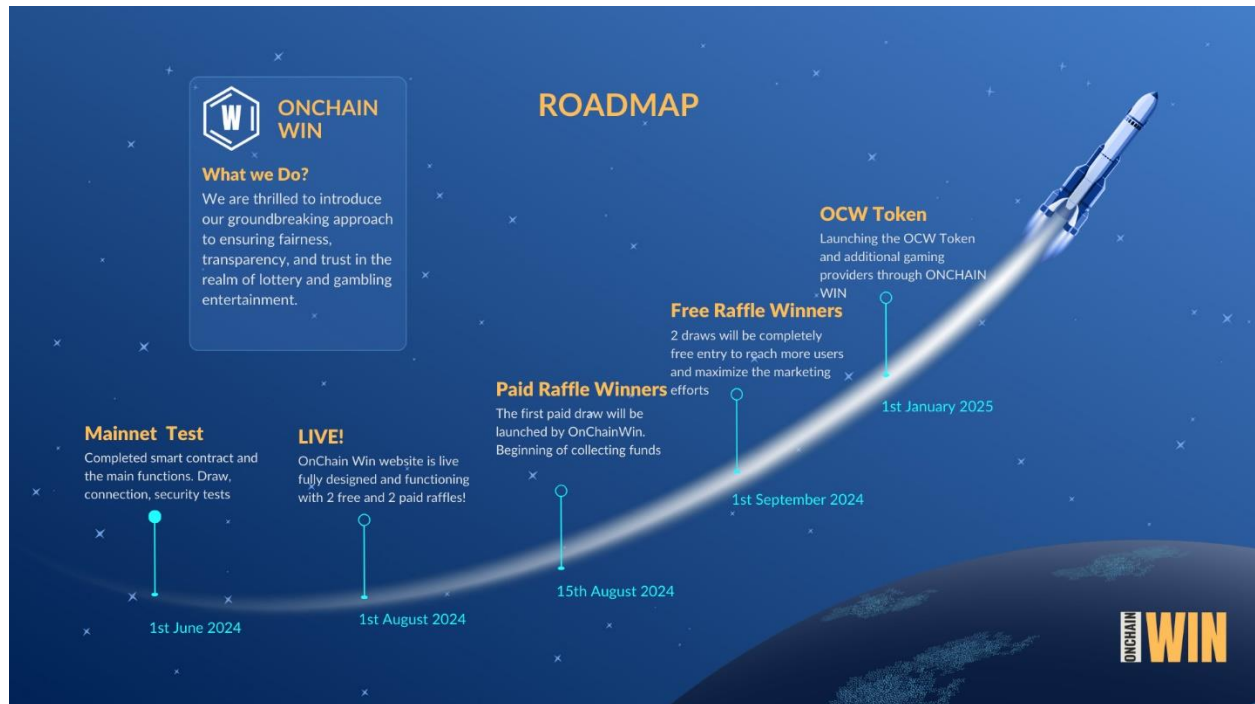 ROADMAP
W
ONCHAIN
WIN
What we Do?
We are thrilled to introduce
our groundbreaking approach
to ensuring fairness,
transparency, and trust in the
realm of lottery and gambling
entertainment.
Mainnet Test
Completed smart contract and
the main functions. Draw,
connection, security tests
1st June 2024
LIVE!
OnChain Win website is live
fully designed and functioning
with 2 free and 2 paid raffles!
1st August 2024
Paid Raffle Winners
The first paid draw will be
launched by OnChainWin.
Beginning of collecting funds
15th August 2024
Free Raffle Winners
2 draws will be completely
free entry to reach more users
and maximize the marketing
efforts
1st September 2024
OCW Token
Launching the OCW Token
and additional gaming
providers through ONCHAIN
WIN
1st January 2025
ONCHAIN
WIN